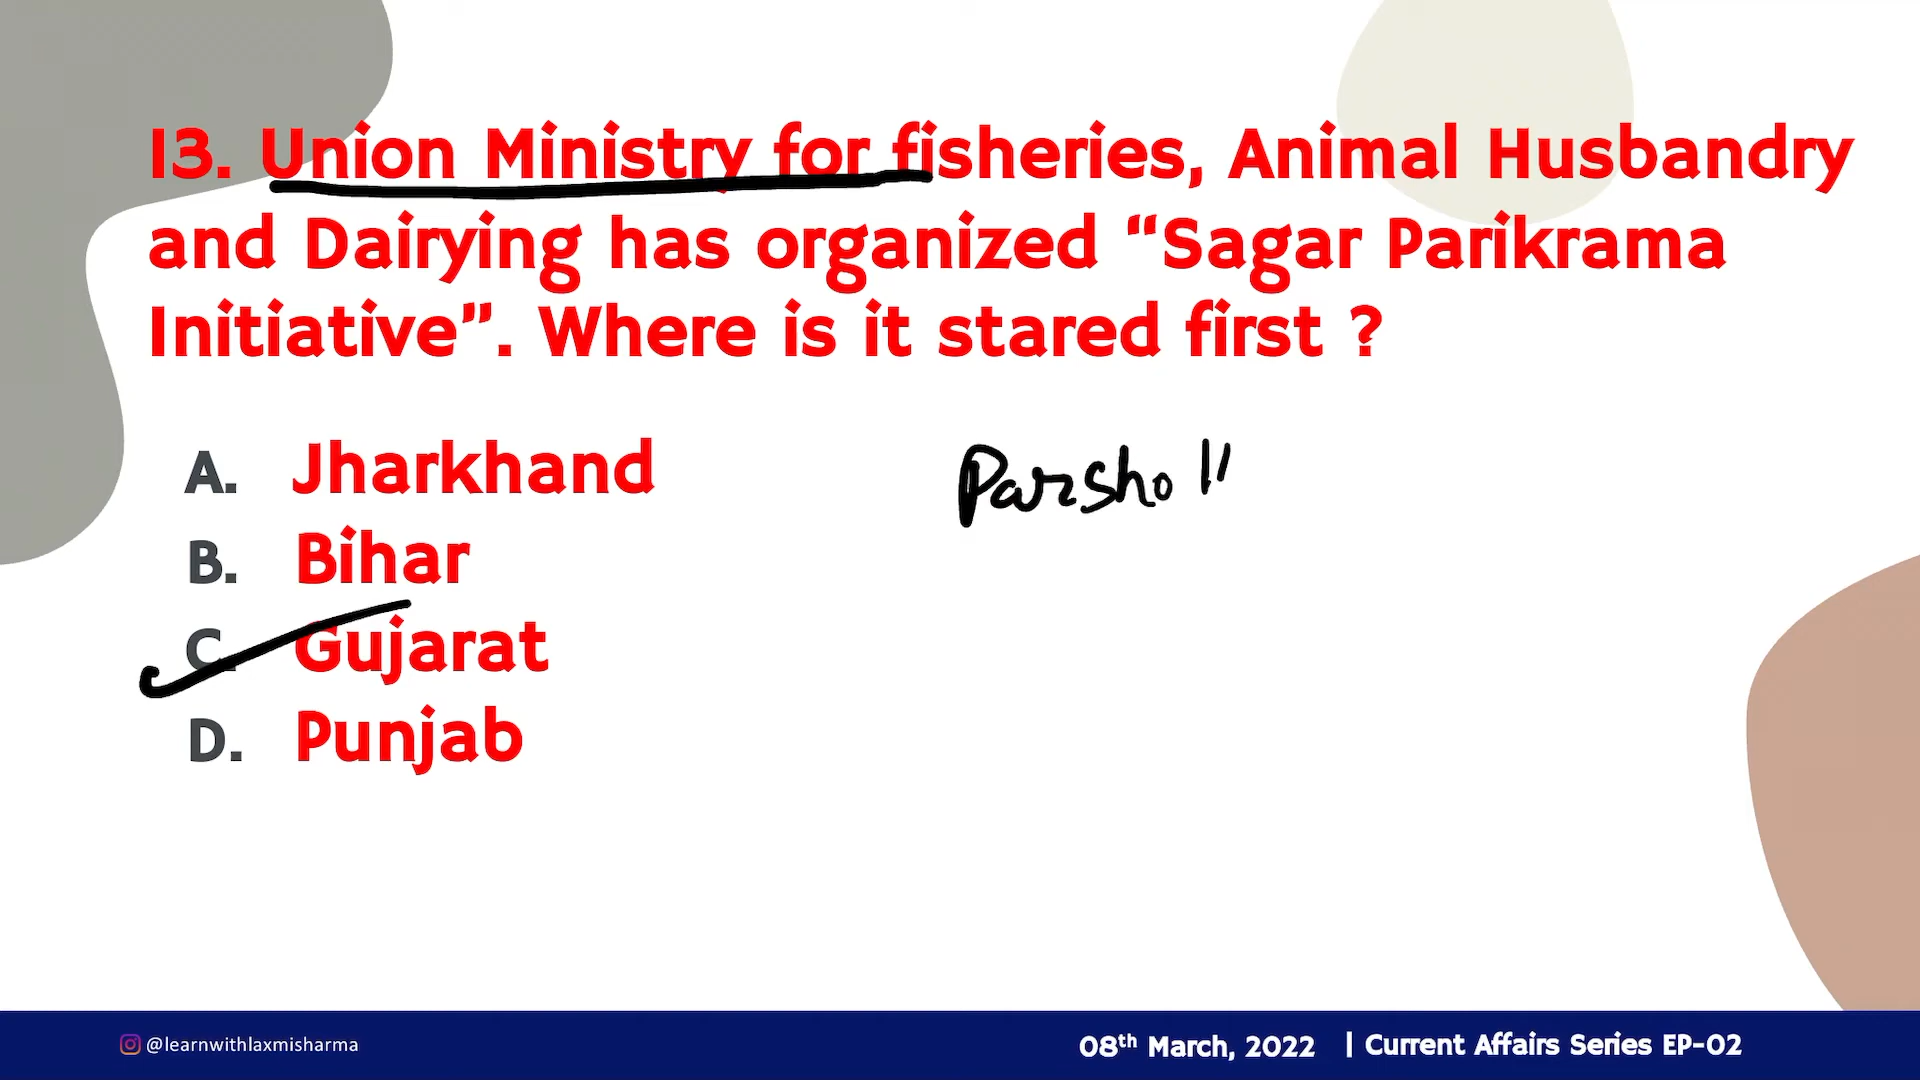 13. Union Ministry for fisheries, Animal Husbandry
and Dairying has organized “Sagar Parikrama
Initiative”. Where is it stared first ?
A. Jharkhand
Parsho
B. Bihar
C. Gujarat
D. Punjab
@learnwithlaxmisharma
08th March, 2022 | Current Affairs Series EP-02